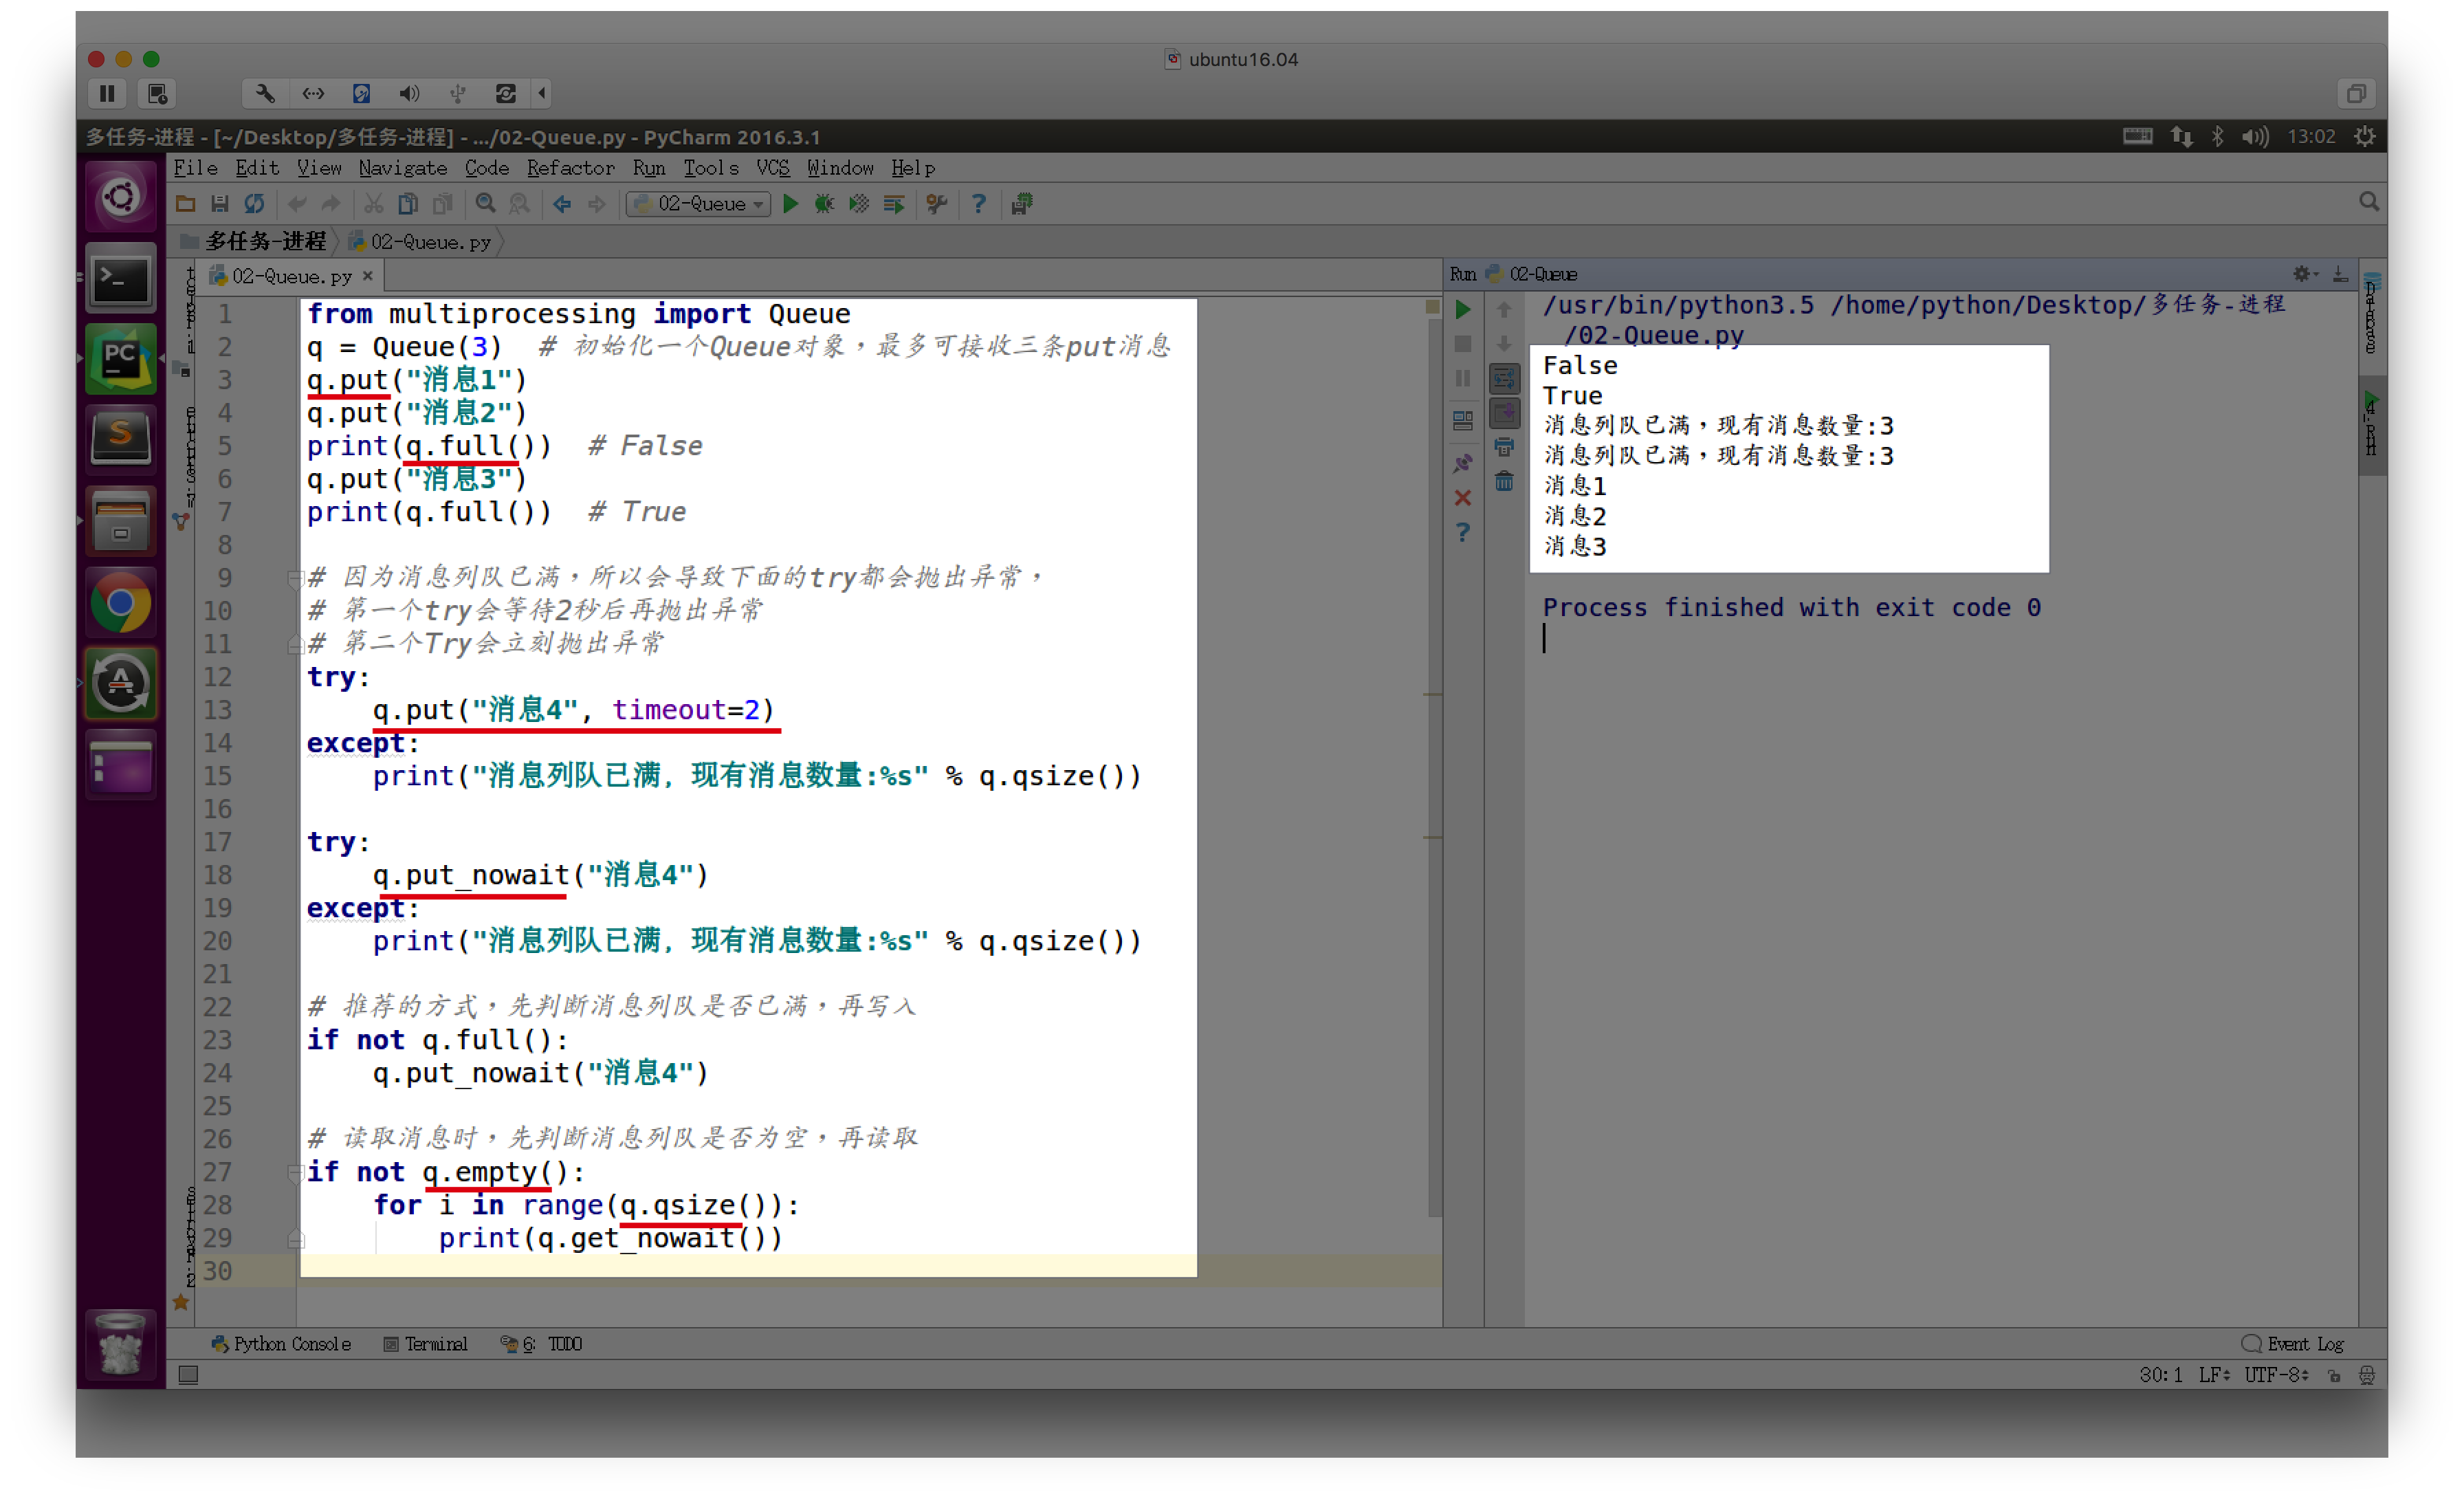 ubuntu16.04
多任务-进程 - [~/Desktop/多任务-进程] - .../02-Queue.py - PyCharm 2016.3.1
13:02
File Edit View Navigate Code Refactor Run Tools VCS Window Help
02-Queue
多任务-进程 02-Queue.py
02-Queue.py
1 from multiprocessing import Queue
2 q = Queue(3)  # 初始化一个Queue对象，最多可接收三条put消息
3 q.put("消息1")
4 q.put("消息2")
5 print(q.full())  # False
6 q.put("消息3")
7 print(q.full())  # True
8
9 # 因为消息列队已满，所以会导致下面的try都会抛出异常，
10 # 第一个try会等待2秒后再抛出异常
11 # 第二个Try会立刻抛出异常
12 try:
13     q.put("消息4", timeout=2)
14 except:
15     print("消息列队已满，现有消息数量:%s" % q.qsize())
16
17 try:
18     q.put_nowait("消息4")
19 except:
20     print("消息列队已满，现有消息数量:%s" % q.qsize())
21
22 # 推荐的方式，先判断消息列队是否已满，再写入
23 if not q.full():
24     q.put_nowait("消息4")
25
26 # 读取消息时，先判断消息列队是否为空，再读取
27 if not q.empty():
28     for i in range(q.qsize()):
29         print(q.get_nowait())
30
Run 02-Queue
/usr/bin/python3.5 /home/python/Desktop/多任务-进程
/02-Queue.py
False
True
消息列队已满，现有消息数量:3
消息列队已满，现有消息数量:3
消息1
消息2
消息3
Process finished with exit code 0
Database
4: Run
Python Console Terminal 6: TODO
Event Log
30:1 LF UTF-8